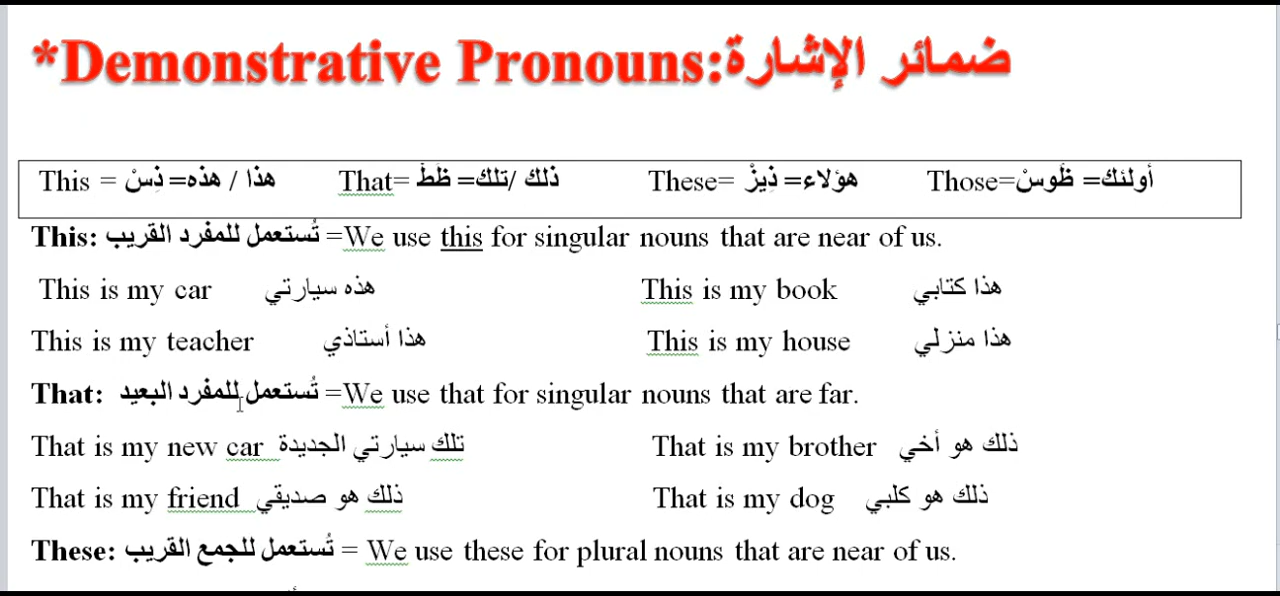 *Demonstrative Pronouns:ضمائر الإشارة
This = هذا / هذه= ذِسْ That= ذلك /تلك= ظَطْ These= هؤلاء= ذِيزْ Those=أولئك= ظَوسْ
This: تُستعمل للمفرد القريب =We use this for singular nouns that are near of us.
This is my car هذه سيارتي This is my book هذا كتابي
This is my teacher هذا أستاذي This is my house هذا منزلي
That: تُستعمل للمفرد البعيد =We use that for singular nouns that are far.
That is my new car تلك سيارتي الجديدة That is my brother ذلك هو أخي
That is my friend ذلك هو صديقي That is my dog ذلك هو كلبي
These: تُستعمل للجمع القريب = We use these for plural nouns that are near of us.